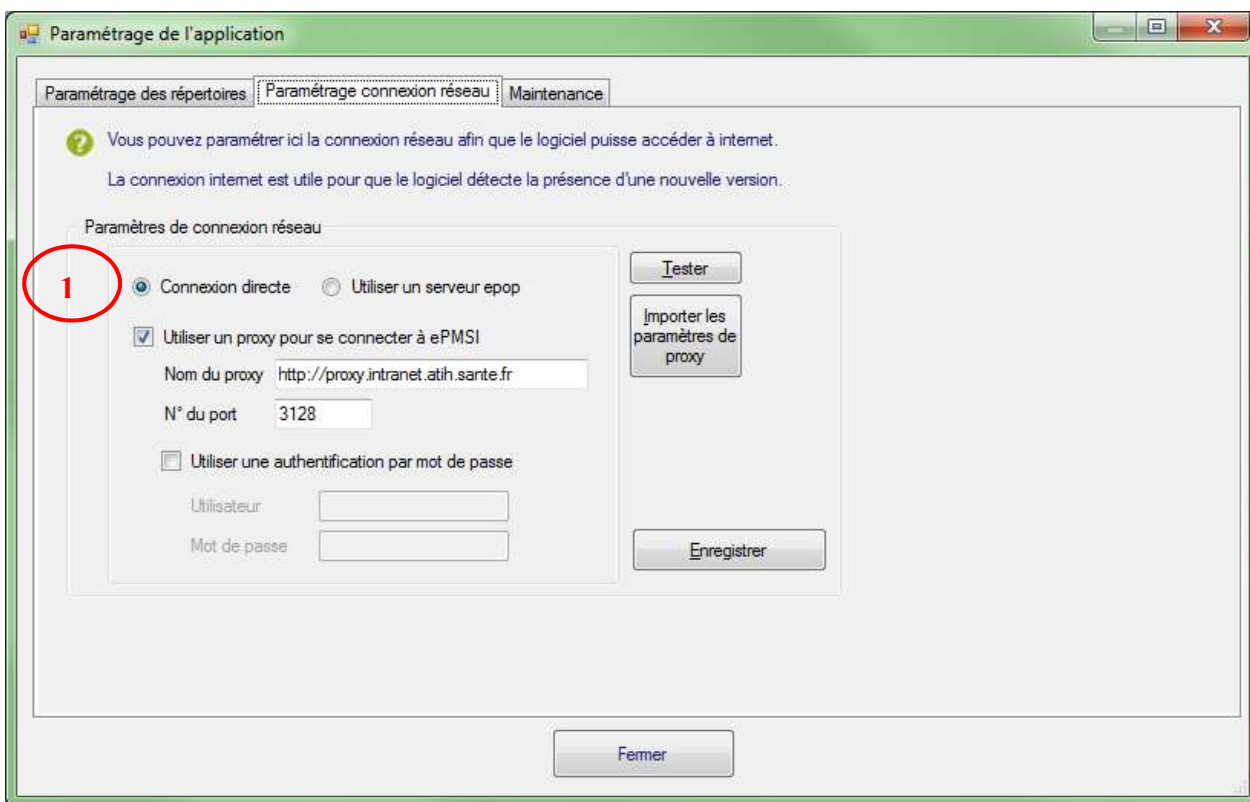 Paramétrage de l'application
Paramétrage des répertoires Paramétrage connexion réseau Maintenance
Vous pouvez paramétrer ici la connexion réseau afin que le logiciel puisse accéder à internet.
La connexion internet est utile pour que le logiciel détecte la présence d'une nouvelle version.
Paramètres de connexion réseau
1
Connexion directe Utiliser un serveur epop
Tester
Utiliser un proxy pour se connecter à ePMSI
Importer les
paramètres de
proxy
Nom du proxy http://proxy.intranet.atih.sante.fr
N° du port 3128
Utiliser une authentification par mot de passe
Utilisateur
Mot de passe
Enregistrer
Fermer